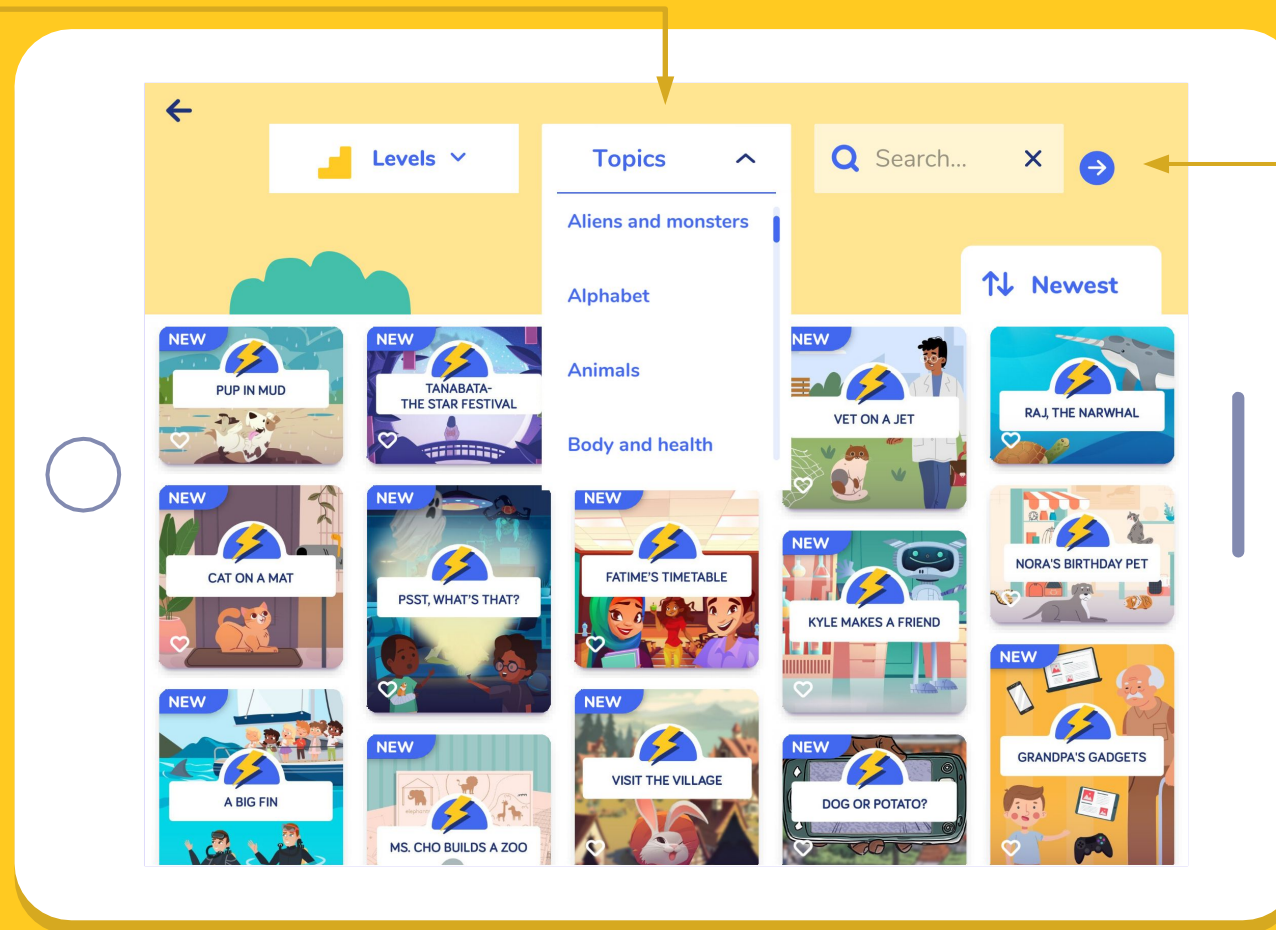 Levels
Topics
Search...
Aliens and monsters
Alphabet
Animals
Body and health
Newest
NEW
PUP IN MUD
NEW
TANABATA-
THE STAR FESTIVAL
NEW
VET ON A JET
RAJ, THE NARWHAL
NEW
CAT ON A MAT
NEW
PSST, WHAT'S THAT?
NEW
FATIME'S TIMETABLE
NEW
KYLE MAKES A FRIEND
NORA'S BIRTHDAY PET
NEW
A BIG FIN
NEW
MS. CHO BUILDS A ZOO
NEW
VISIT THE VILLAGE
NEW
DOG OR POTATO?
NEW
GRANDPA'S GADGETS